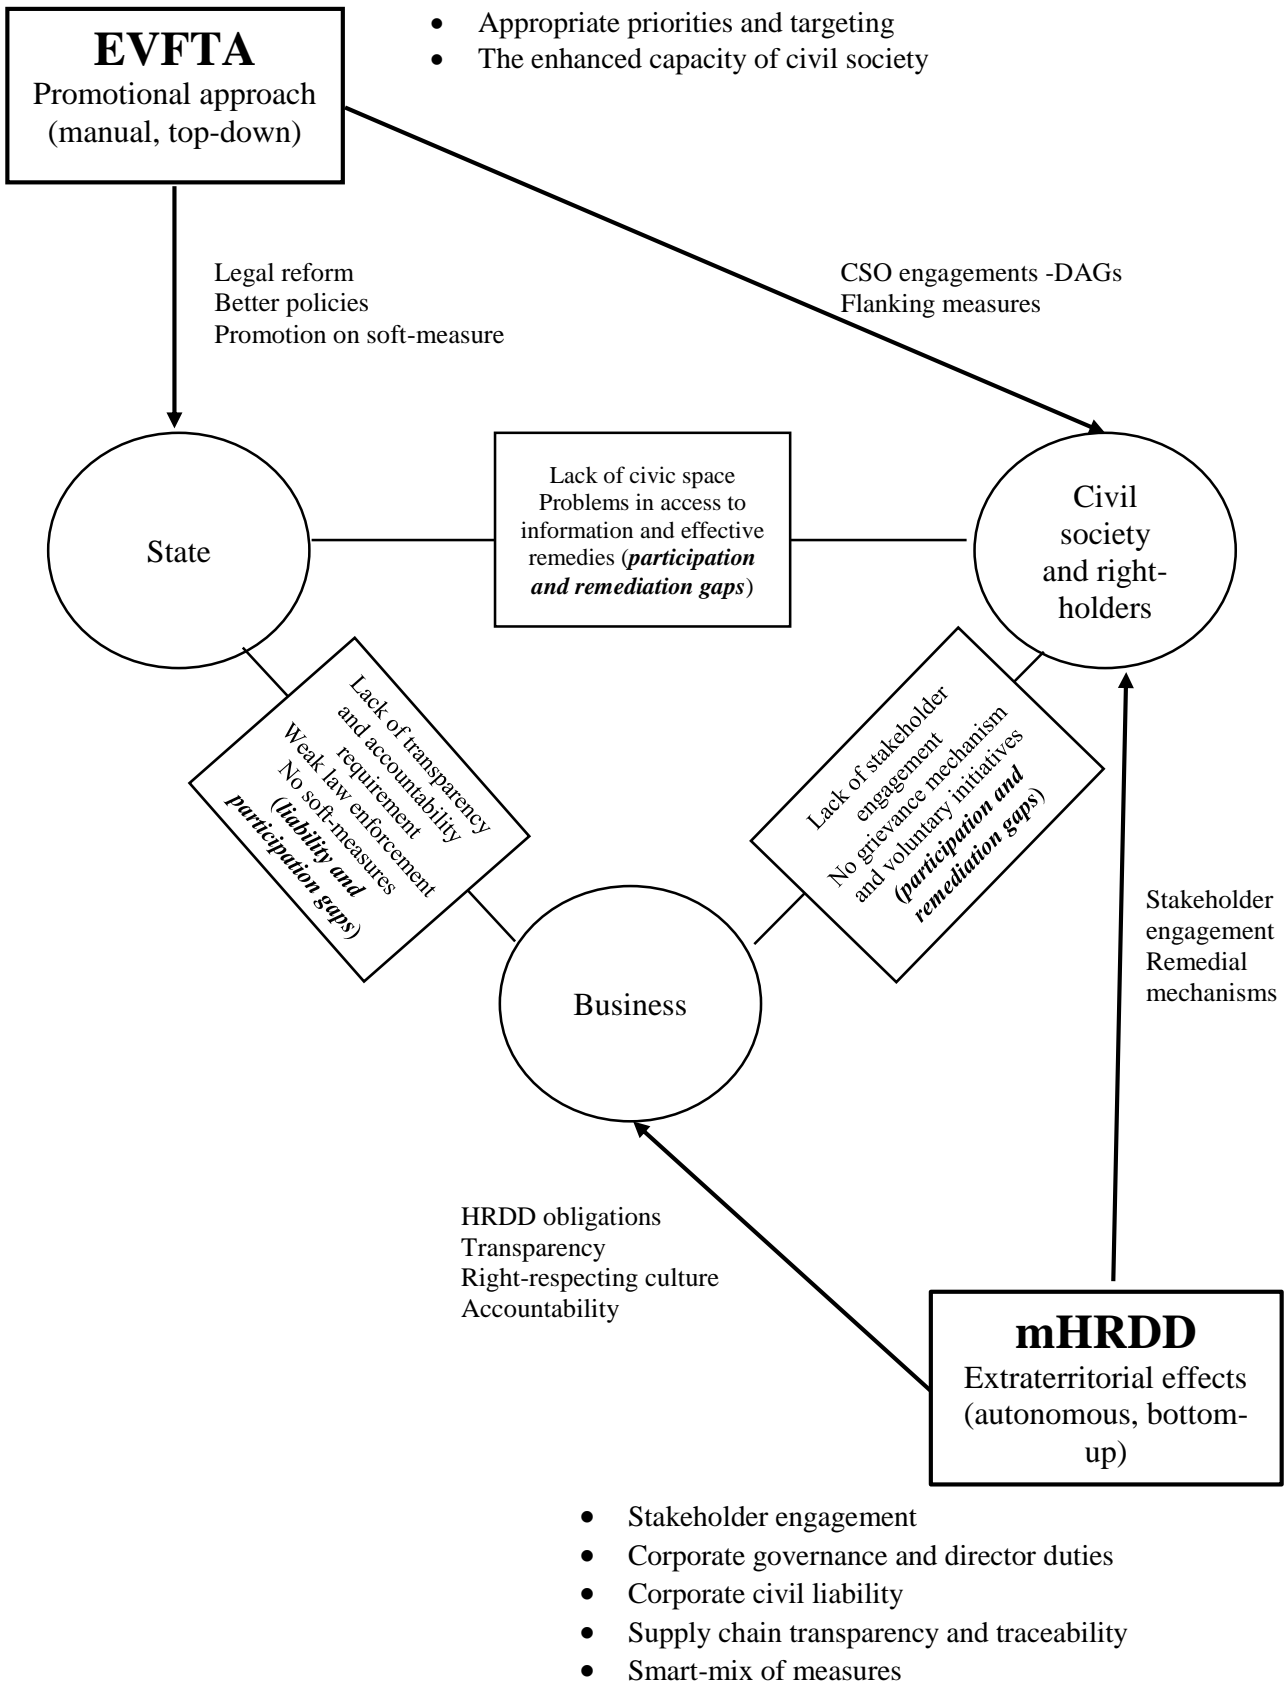 EVFTA
Promotional approach
(manual, top-down)
• Appropriate priorities and targeting
• The enhanced capacity of civil society
Legal reform
Better policies
Promotion on soft-measure
CSO engagements -DAGs
Flanking measures
State
Lack of civic space
Problems in access to
information and effective
remedies (participation
and remediation gaps)
Civil
society
and right-
holders
Lack of transparency
and accountability
requirement
Weak law enforcement
No soft-measures
(liability and
participation gaps)
Lack of stakeholder
engagement
No grievance mechanism
and voluntary initiatives
(participation and
remediation gaps)
Business
Stakeholder
engagement
Remedial
mechanisms
HRDD obligations
Transparency
Right-respecting culture
Accountability
mHRDD
Extraterritorial effects
(autonomous, bottom-
up)
• Stakeholder engagement
• Corporate governance and director duties
• Corporate civil liability
• Supply chain transparency and traceability
• Smart-mix of measures